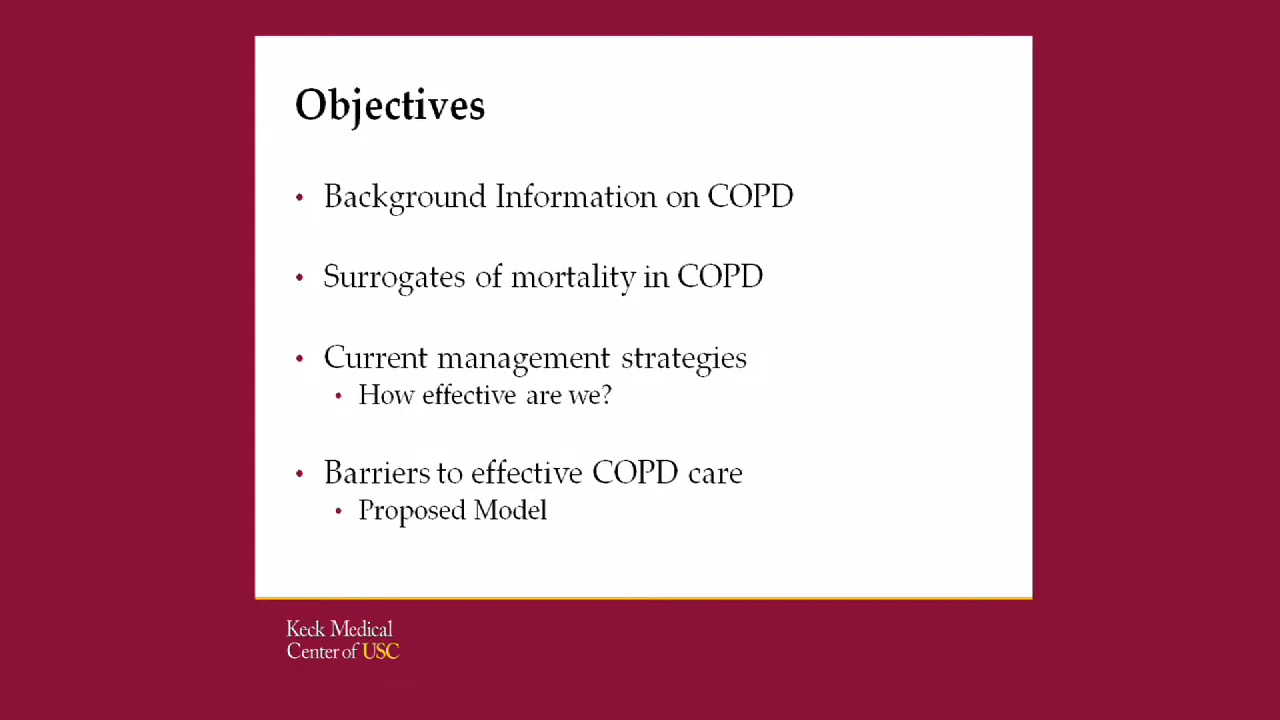 Objectives
• Background Information on COPD
• Surrogates of mortality in COPD
• Current management strategies
• How effective are we?
• Barriers to effective COPD care
• Proposed Model
Keck Medical
Center of USC